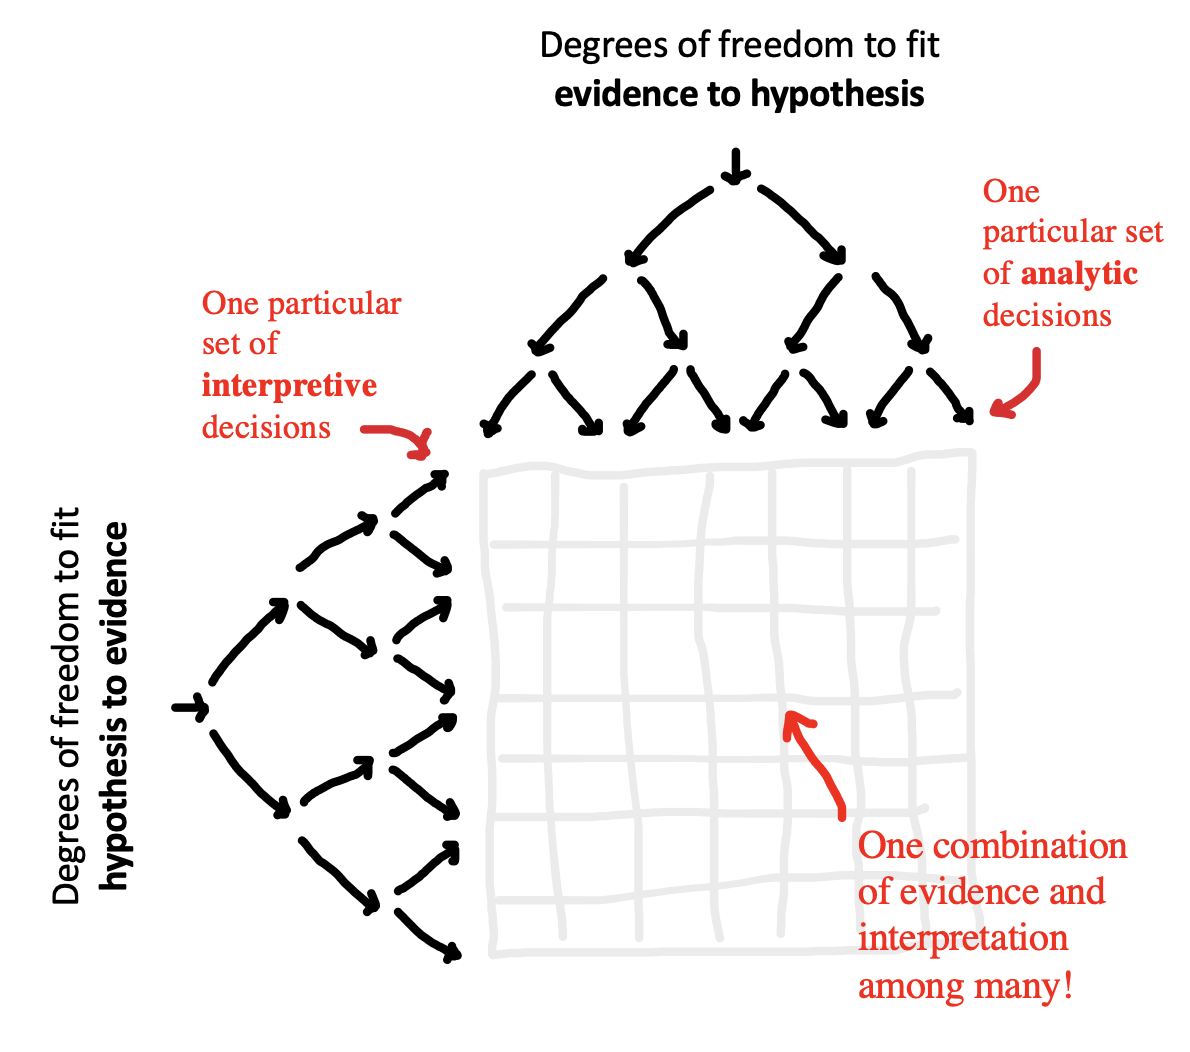 Degrees of freedom to fit
evidence to hypothesis
One
particular set
of analytic
decisions
One particular
set of
interpretive
decisions
Degrees of freedom to fit
hypothesis to evidence
One combination
of evidence and
interpretation
among many!